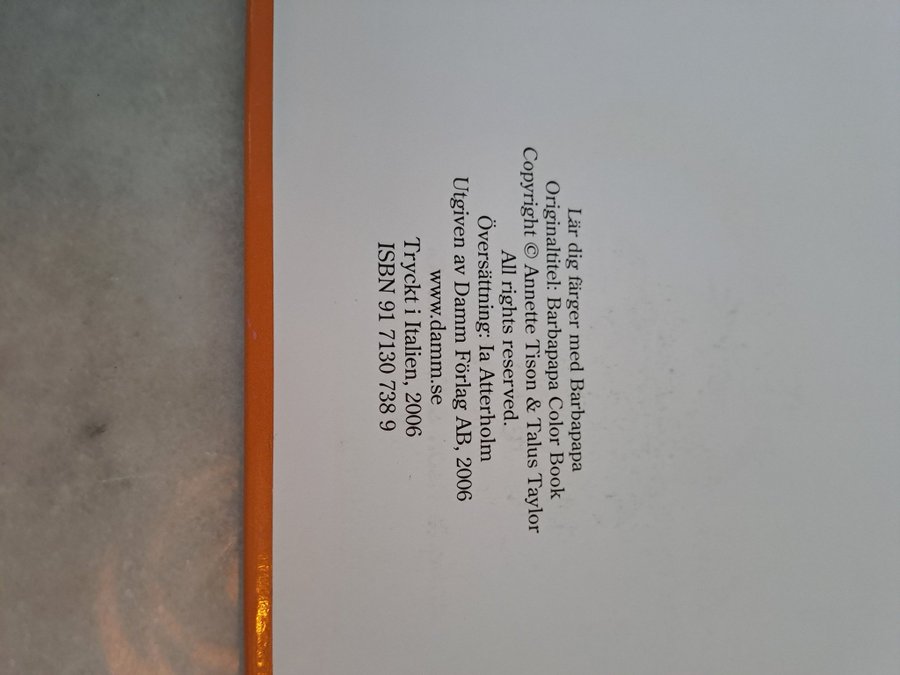 Lär dig färger med Barbapapa
Originaltitel: Barbapapa Color Book
Copyright © Annette Tison & Talus Taylor
All rights reserved.
Översättning: Ia Atterholm
Utgiven av Damm Förlag AB, 2006
www.damm.se
Tryckt i Italien, 2006
ISBN 91 7130 738 9